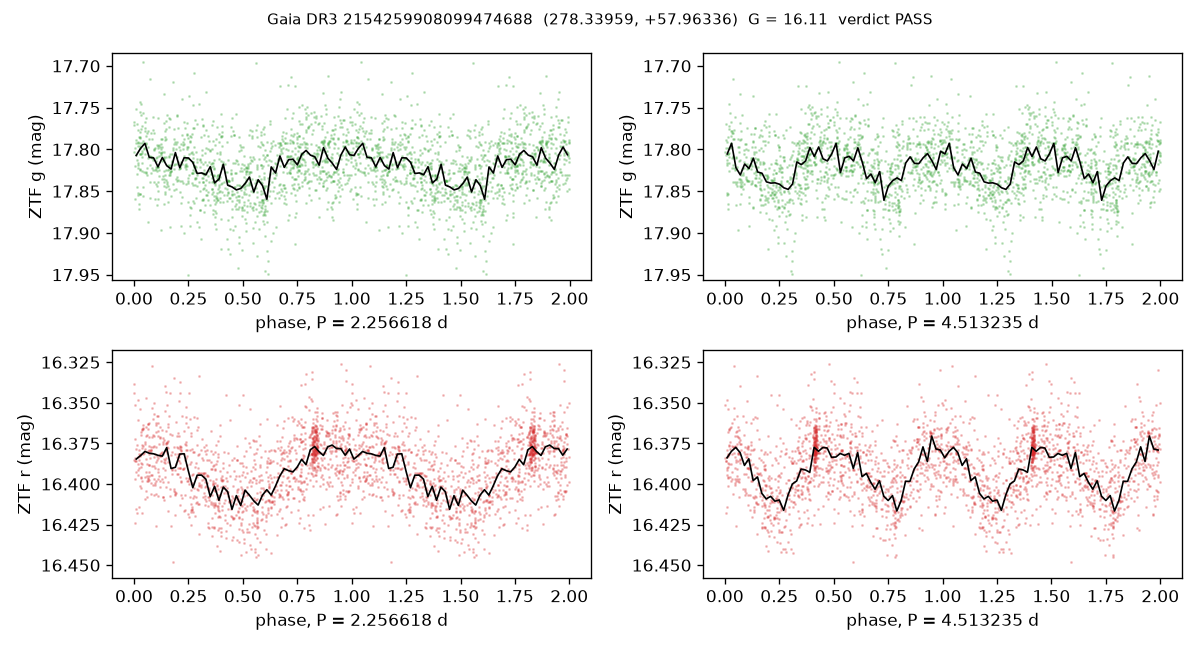 Gaia DR3 2154259908099474688 (278.33959, +57.96336) G = 16.11 verdict PASS
ZTF g (mag)
17.70
17.75
17.80
17.85
17.90
17.95
0.00 0.25 0.50 0.75 1.00 1.25 1.50 1.75 2.00
phase, P = 2.256618 d
ZTF g (mag)
17.70
17.75
17.80
17.85
17.90
17.95
0.00 0.25 0.50 0.75 1.00 1.25 1.50 1.75 2.00
phase, P = 4.513235 d
ZTF r (mag)
16.325
16.350
16.375
16.400
16.425
16.450
0.00 0.25 0.50 0.75 1.00 1.25 1.50 1.75 2.00
phase, P = 2.256618 d
ZTF r (mag)
16.325
16.350
16.375
16.400
16.425
16.450
0.00 0.25 0.50 0.75 1.00 1.25 1.50 1.75 2.00
phase, P = 4.513235 d